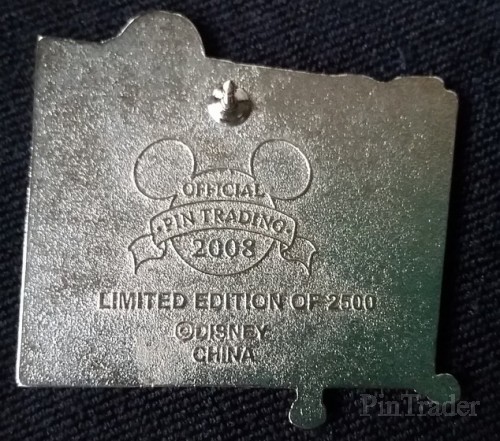 OFFICIAL
PIN TRADING
2008
LIMITED EDITION OF 2500
©DISNEY
CHINA
PinTrader